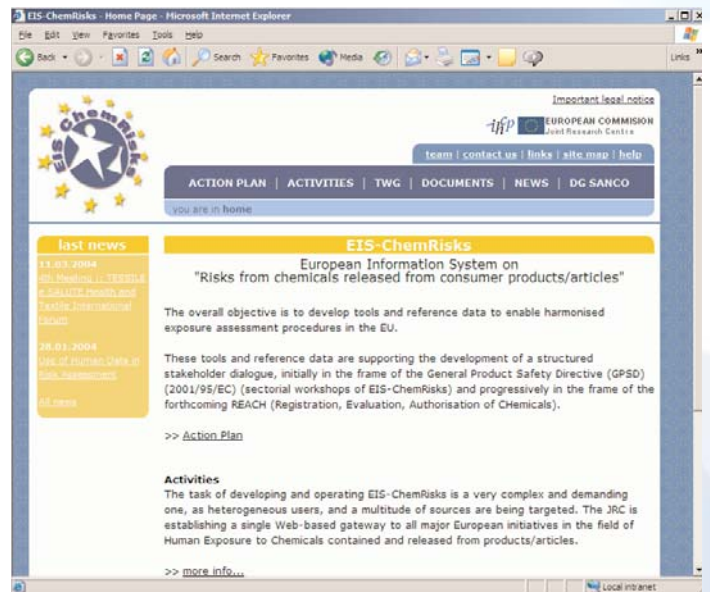 EIS-ChemRisks - Home Page - Microsoft Internet Explorer
File Edit View Favorites Tools Help
Back Search Favorites Media Links
Important legal notice
EIS ChemRisks
ihcp EUROPEAN COMMISION
Joint Research Centre
team | contact us | links | site map | help
ACTION PLAN | ACTIVITIES | TWG | DOCUMENTS | NEWS | DG SANCO
you are in home
last news
11.03.2004
4th Meeting :: TESSILE
e SALUTE Health and
Textile International
Forum
28.01.2004
Use of Human Data in
Risk Assessment
All news
EIS-ChemRisks
European Information System on
"Risks from chemicals released from consumer products/articles"
The overall objective is to develop tools and reference data to enable harmonised
exposure assessment procedures in the EU.
These tools and reference data are supporting the development of a structured
stakeholder dialogue, initially in the frame of the General Product Safety Directive (GPSD)
(2001/95/EC) (sectorial workshops of EIS-ChemRisks) and progressively in the frame of the
forthcoming REACH (Registration, Evaluation, Authorisation of CHemicals).
>> Action Plan
Activities
The task of developing and operating EIS-ChemRisks is a very complex and demanding
one, as heterogeneous users, and a multitude of sources are being targeted. The JRC is
establishing a single Web-based gateway to all major European initiatives in the field of
Human Exposure to Chemicals contained and released from products/articles.
>> more info...
Local intranet